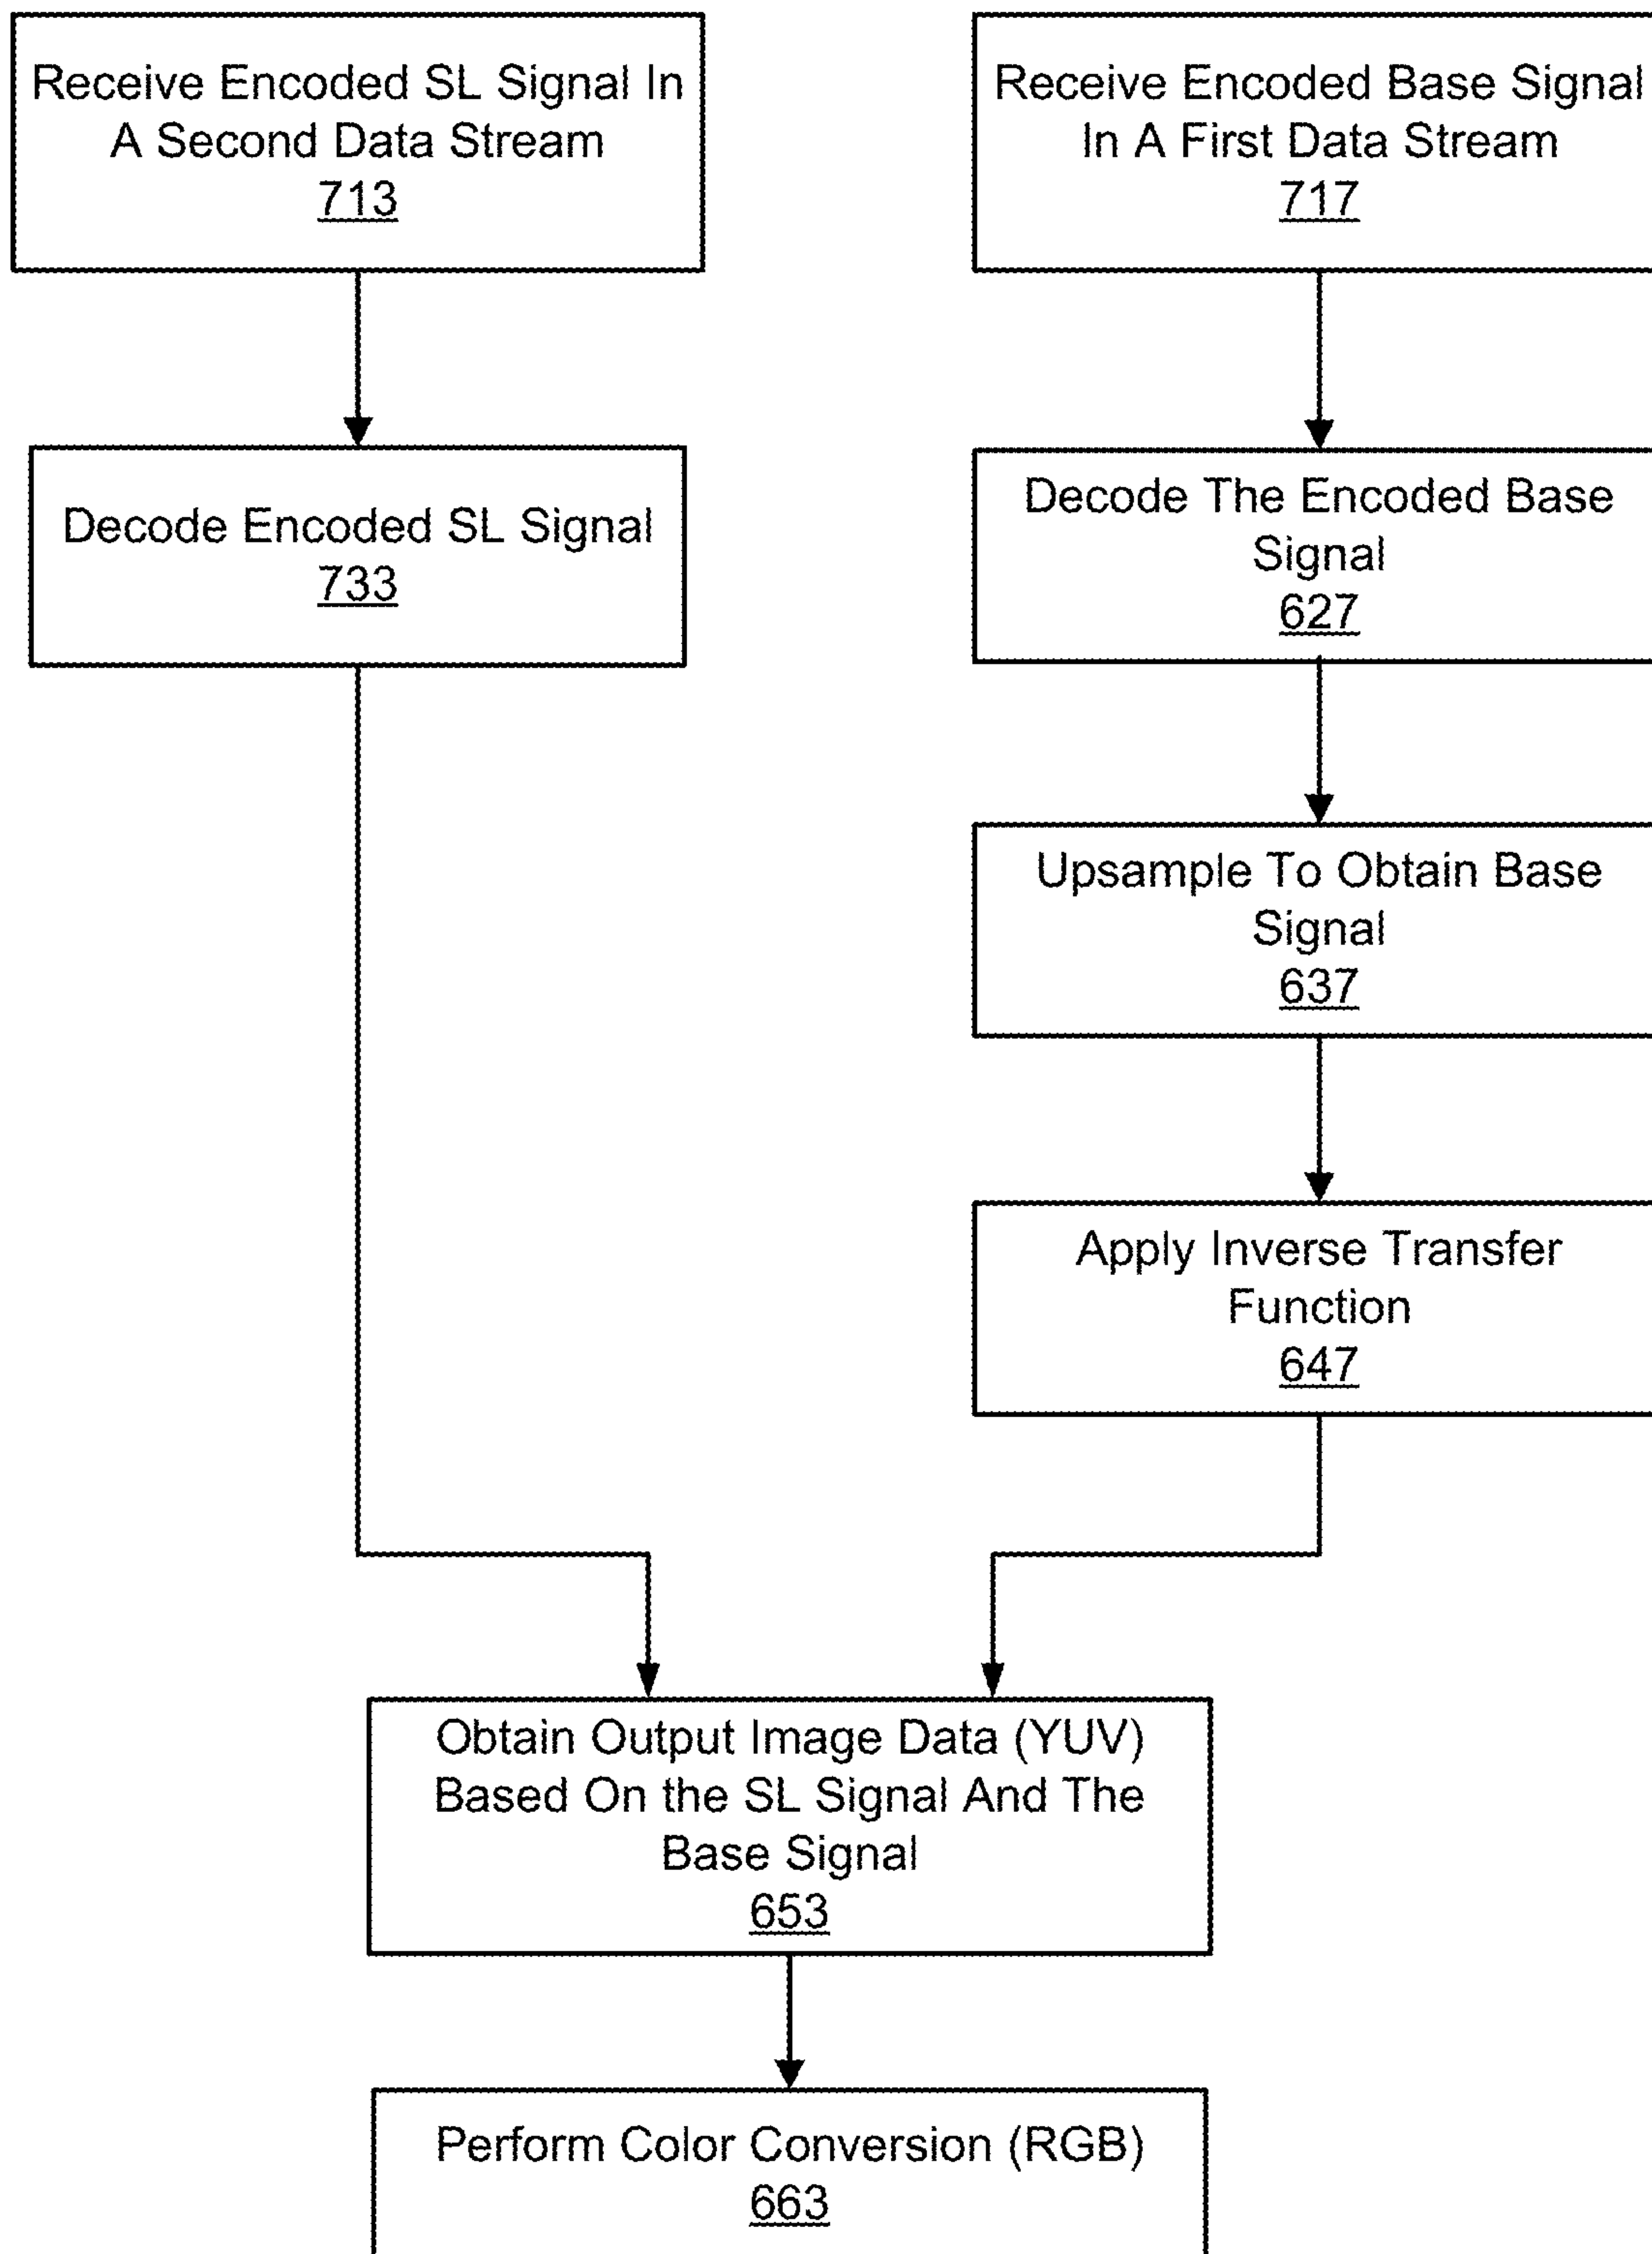 Receive Encoded SL Signal In
A Second Data Stream
713
Receive Encoded Base Signal
In A First Data Stream
717
Decode Encoded SL Signal
733
Decode The Encoded Base
Signal
627
Upsample To Obtain Base
Signal
637
Apply Inverse Transfer
Function
647
Obtain Output Image Data (YUV)
Based On the SL Signal And The
Base Signal
653
Perform Color Conversion (RGB)
663